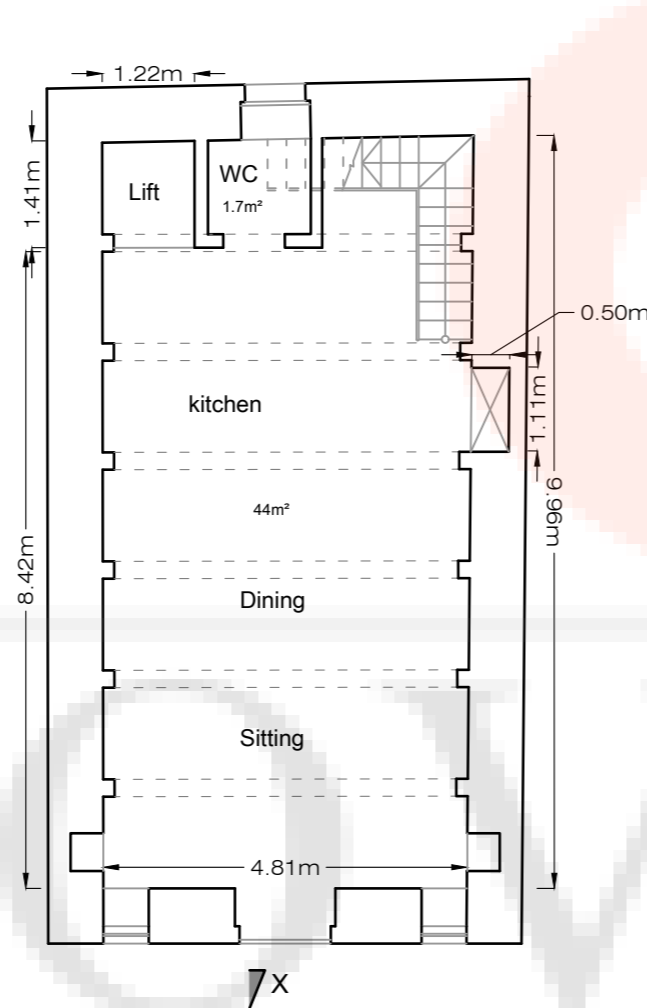 1.22m
1.41m
Lift
WC
1.7m²
0.50m
1.11m
kitchen
9.96m
44m²
8.42m
Dining
Sitting
4.81m
X